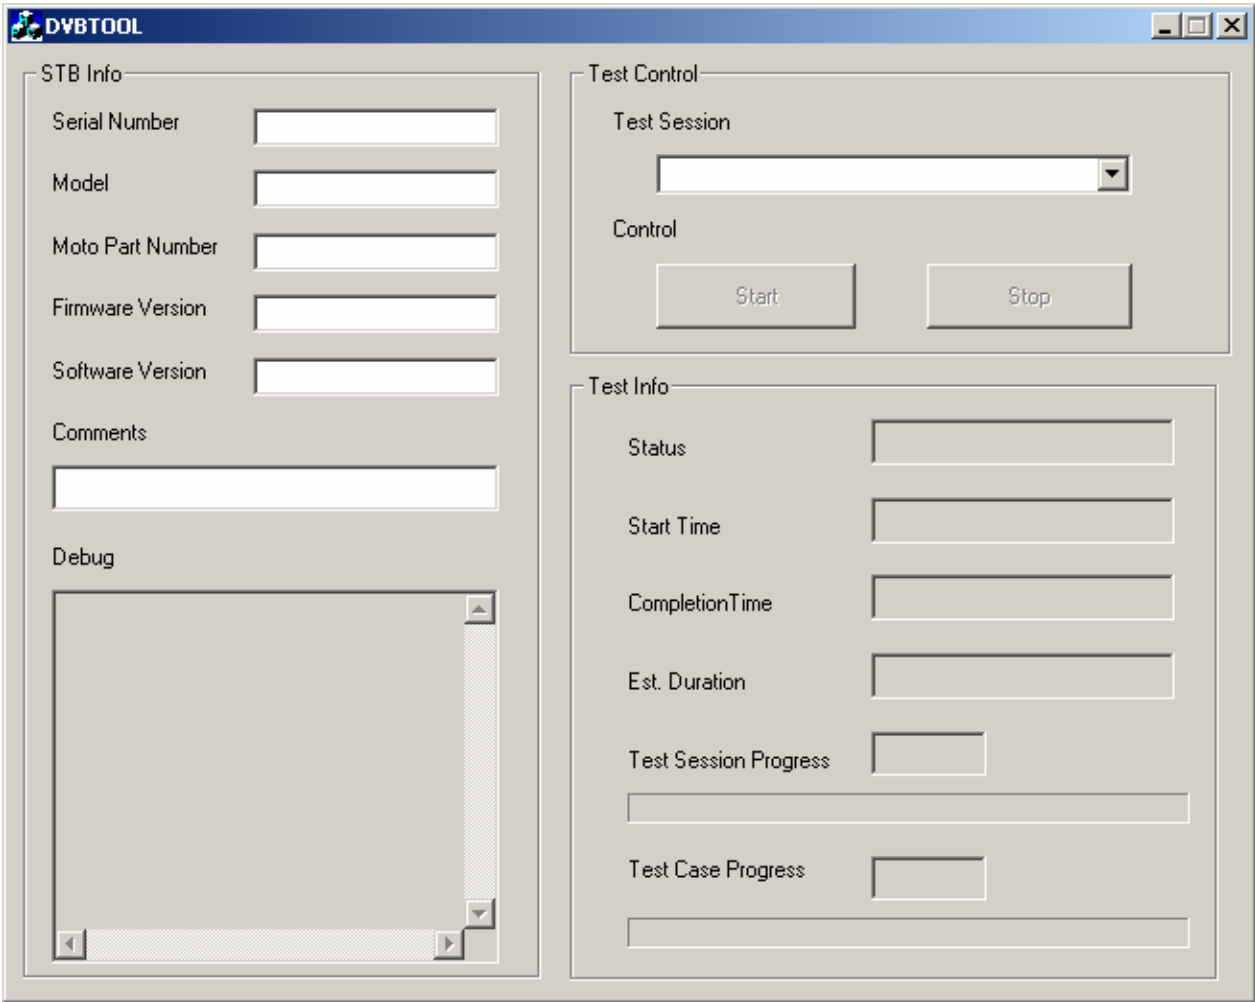 DVBTOOL
STB Info
Serial Number
Model
Moto Part Number
Firmware Version
Software Version
Comments
Debug
Test Control
Test Session
Control
Start Stop
Test Info
Status
Start Time
CompletionTime
Est. Duration
Test Session Progress
Test Case Progress